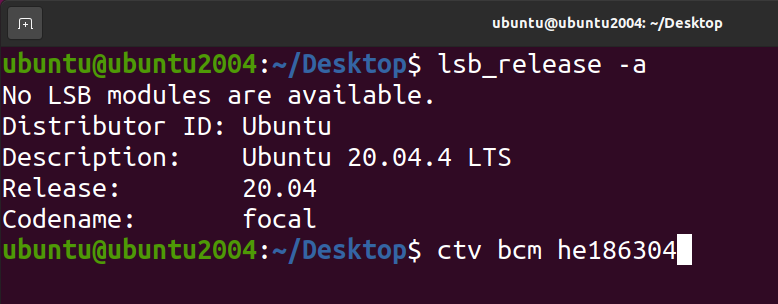 ubuntu@ubuntu2004: ~/Desktop
ubuntu@ubuntu2004:~/Desktop$ lsb_release -a
No LSB modules are available.
Distributor ID: Ubuntu
Description:    Ubuntu 20.04.4 LTS
Release:        20.04
Codename:       focal
ubuntu@ubuntu2004:~/Desktop$ ctv bcm he186304